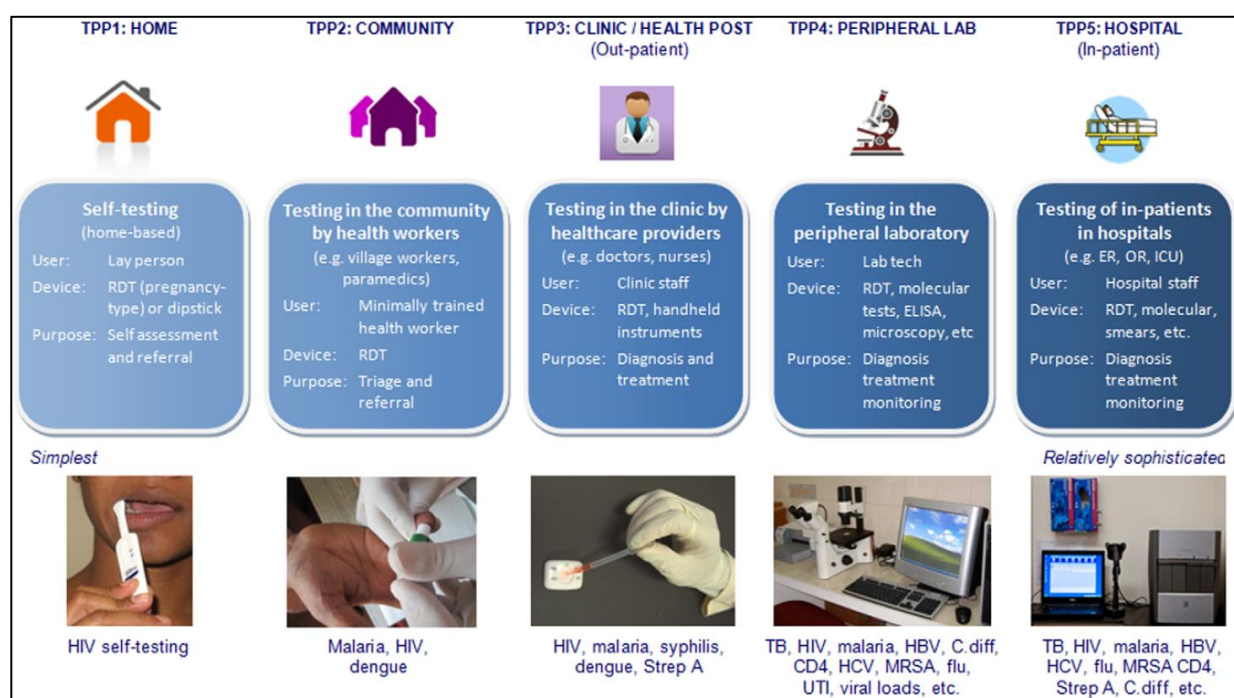 TPP1: HOME
Self-testing
(home-based)
User: Lay person
Device: RDT (pregnancy-
type) or dipstick
Purpose: Self assessment
and referral
Simplest
HIV self-testing
TPP2: COMMUNITY
Testing in the community
by health workers
(e.g. village workers,
paramedics)
User: Minimally trained
health worker
Device: RDT
Purpose: Triage and
referral
Malaria, HIV,
dengue
TPP3: CLINIC / HEALTH POST
(Out-patient)
Testing in the clinic by
healthcare providers
(e.g. doctors, nurses)
User: Clinic staff
Device: RDT, handheld
instruments
Purpose: Diagnosis and
treatment
HIV, malaria, syphilis,
dengue, Strep A
TPP4: PERIPHERAL LAB
Testing in the
peripheral laboratory
User: Lab tech
Device: RDT, molecular
tests, ELISA,
microscopy, etc
Purpose: Diagnosis
treatment
monitoring
TB, HIV, malaria, HBV, C.diff,
CD4, HCV, MRSA, flu,
UTI, viral loads, etc.
TPP5: HOSPITAL
(In-patient)
Testing of in-patients
in hospitals
(e.g. ER, OR, ICU)
User: Hospital staff
Device: RDT, molecular,
smears, etc.
Purpose: Diagnosis
treatment
monitoring
Relatively sophisticated
TB, HIV, malaria, HBV,
HCV, flu, MRSA CD4,
Strep A, C.diff, etc.